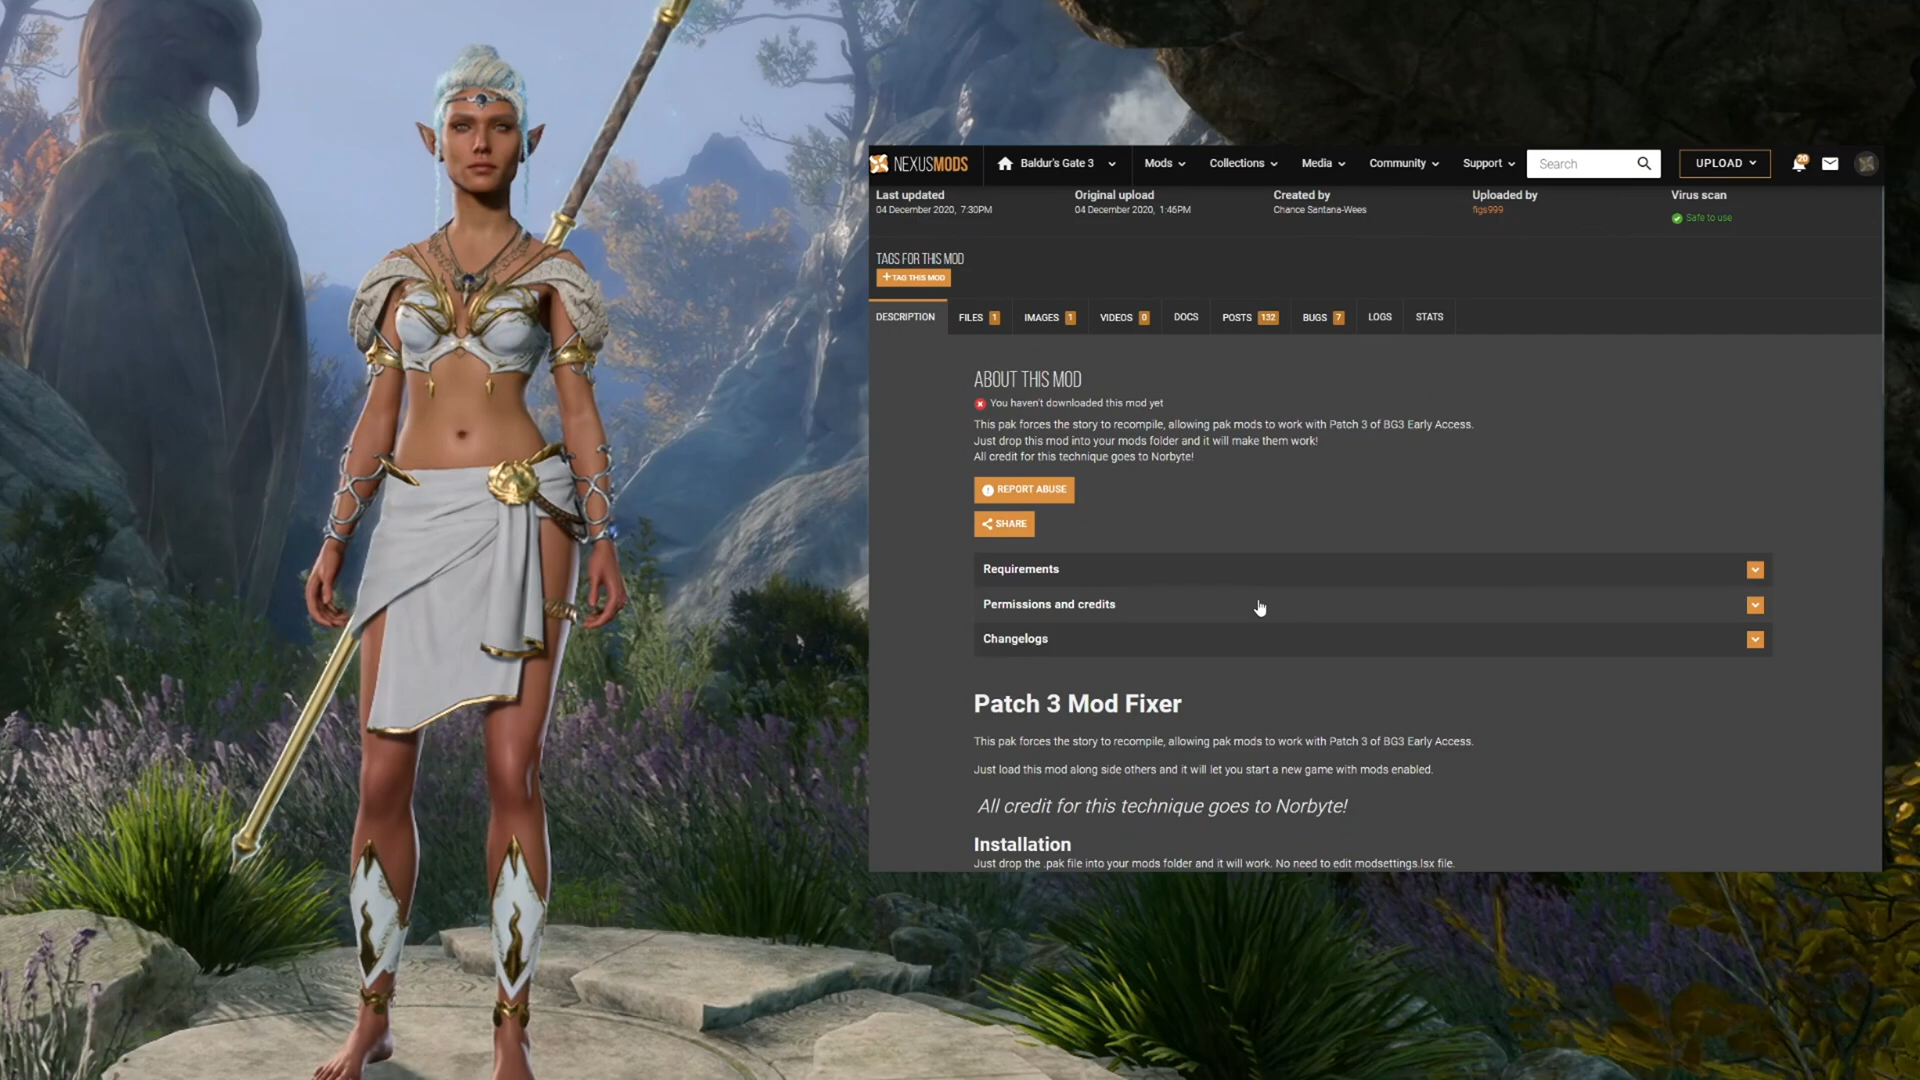 NEXUSMODS
Baldur's Gate 3
Mods
Collections
Media
Community
Support
Search
UPLOAD
20
Last updated
04 December 2020, 7:30PM
Original upload
04 December 2020, 1:46PM
Created by
Chance Santana-Wees
Uploaded by
figs999
Virus scan
Safe to use
TAGS FOR THIS MOD
+ TAG THIS MOD
DESCRIPTION
FILES 1
IMAGES 1
VIDEOS 0
DOCS
POSTS 132
BUGS 7
LOGS
STATS
ABOUT THIS MOD
You haven't downloaded this mod yet
This pak forces the story to recompile, allowing pak mods to work with Patch 3 of BG3 Early Access.
Just drop this mod into your mods folder and it will make them work!
All credit for this technique goes to Norbyte!
REPORT ABUSE
SHARE
Requirements
Permissions and credits
Changelogs
Patch 3 Mod Fixer
This pak forces the story to recompile, allowing pak mods to work with Patch 3 of BG3 Early Access.
Just load this mod along side others and it will let you start a new game with mods enabled.
All credit for this technique goes to Norbyte!
Installation
Just drop the .pak file into your mods folder and it will work. No need to edit modsettings.lsx file.